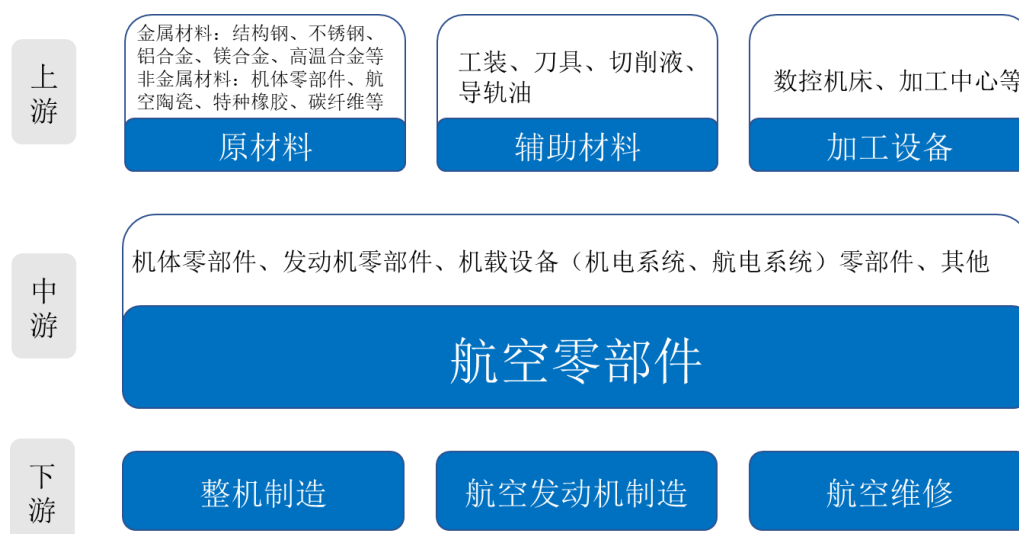 上游
金属材料：结构钢、不锈钢、
铝合金、镁合金、高温合金等
非金属材料：机体零部件、航
空陶瓷、特种橡胶、碳纤维等
原材料
工装、刀具、切削液、
导轨油
辅助材料
数控机床、加工中心等
加工设备
中游
机体零部件、发动机零部件、机载设备（机电系统、航电系统）零部件、其他
航空零部件
下游
整机制造
航空发动机制造
航空维修